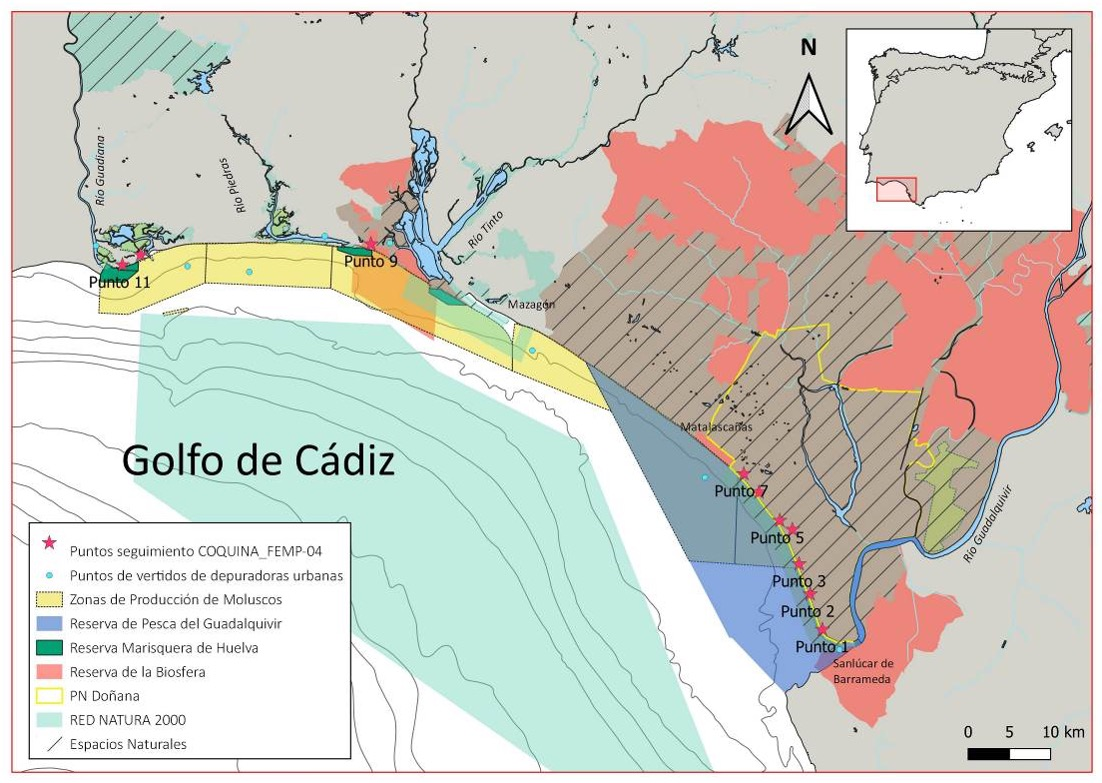 N
Río Guadiana
Río Piedras
Río Tinto
Punto 9
Punto 11
Mazagón
Matalascañas
Golfo de Cádiz
Punto 7
Río Guadalquivir
Punto 5
Punto 3
Punto 2
Punto 1
Sanlúcar de
Barrameda
Puntos seguimiento COQUINA_FEMP-04
Puntos de vertidos de depuradoras urbanas
Zonas de Producción de Moluscos
Reserva de Pesca del Guadalquivir
Reserva Marisquera de Huelva
Reserva de la Biosfera
PN Doñana
RED NATURA 2000
Espacios Naturales
0 5 10 km